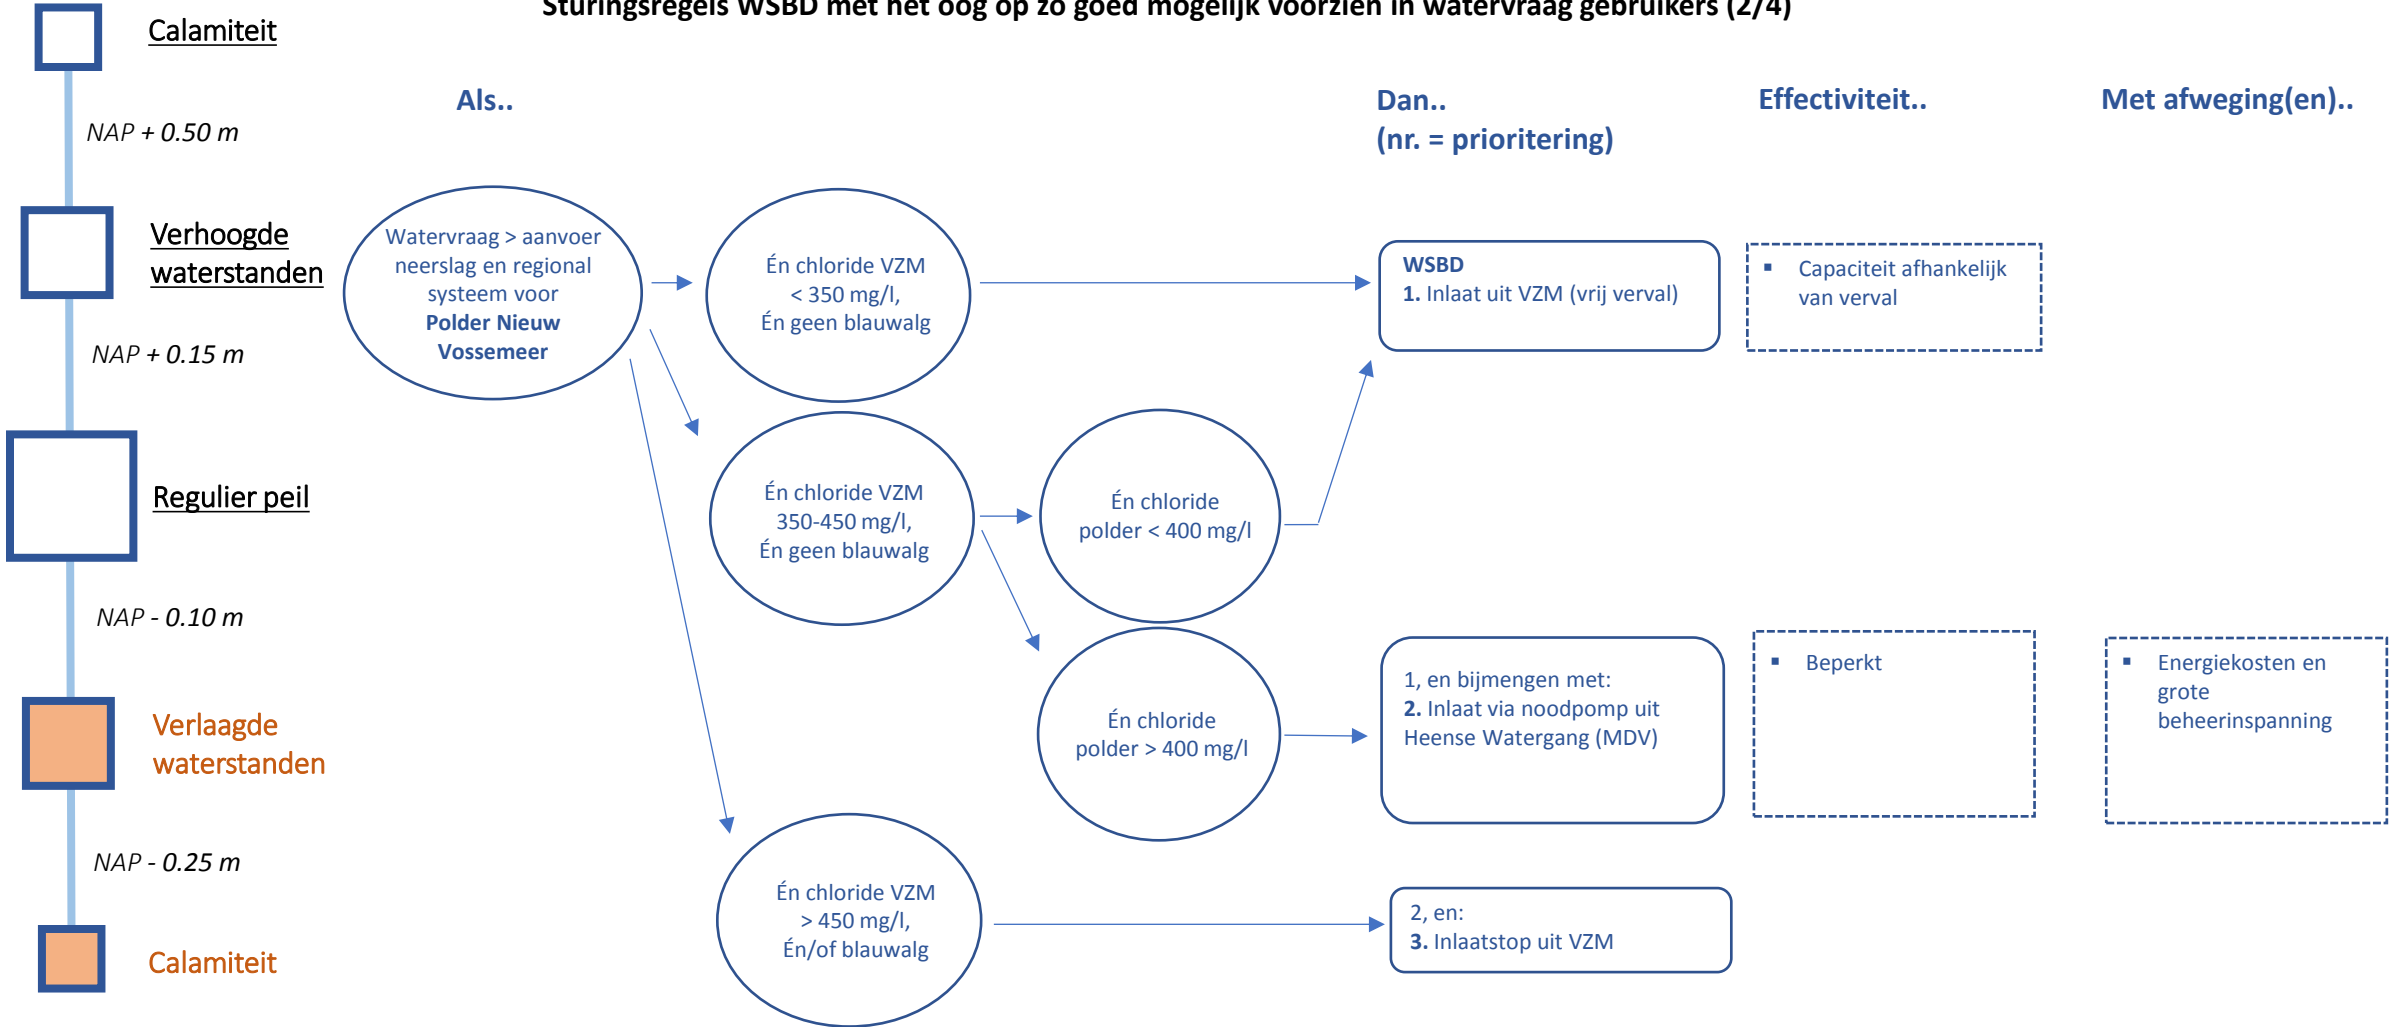 Sturingsregels WSBD met het oog op zo goed mogelijk voorzien in watervraag gebruikers (2/4)
Calamiteit
NAP + 0.50 m
Verhoogde
waterstanden
NAP + 0.15 m
Regulier peil
NAP - 0.10 m
Verlaagde
waterstanden
NAP - 0.25 m
Calamiteit
Als..
Dan..
(nr. = prioritering)
Effectiviteit..
Met afweging(en)..
Watervraag > aanvoer
neerslag en regional
systeem voor
Polder Nieuw
Vossemeer
Én chloride VZM
< 350 mg/l,
Én geen blauwalg
WSBD
1. Inlaat uit VZM (vrij verval)
▪ Capaciteit afhankelijk
van verval
Én chloride VZM
350-450 mg/l,
Én geen blauwalg
Én chloride
polder < 400 mg/l
Én chloride
polder > 400 mg/l
1, en bijmengen met:
2. Inlaat via noodpomp uit
Heense Watergang (MDV)
▪ Beperkt
▪ Energiekosten en
grote
beheerinspanning
Én chloride VZM
> 450 mg/l,
Én/of blauwalg
2, en:
3. Inlaatstop uit VZM